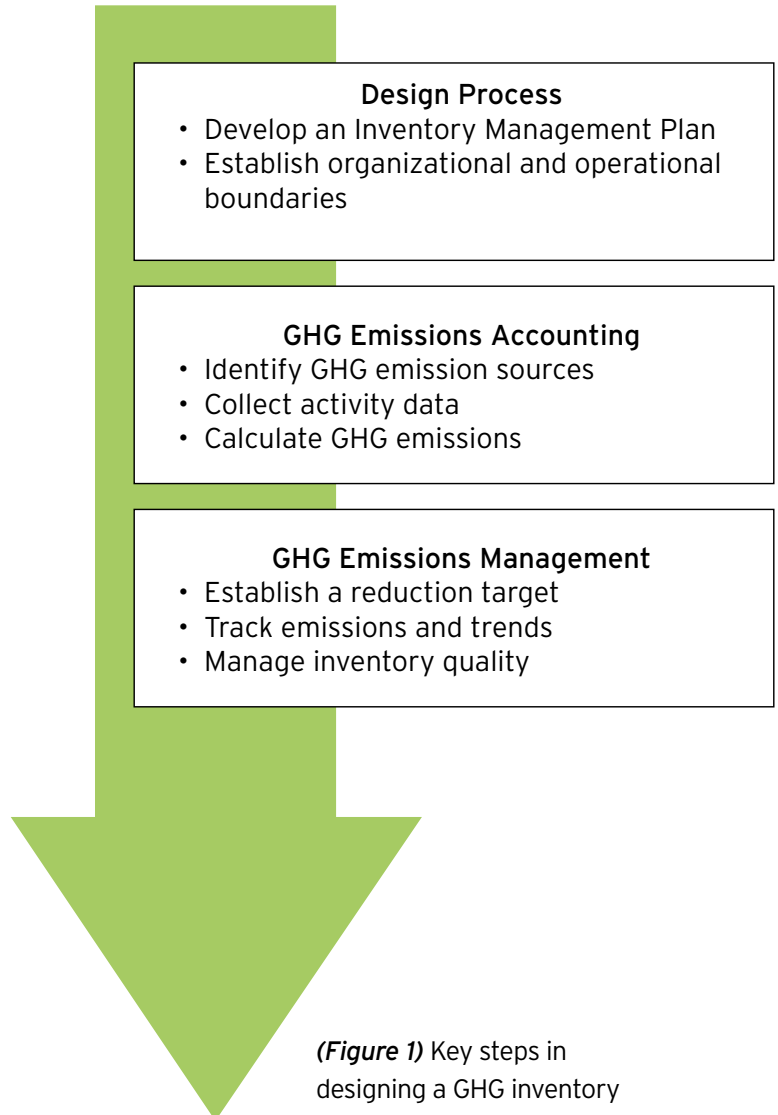 Design Process
• Develop an Inventory Management Plan
• Establish organizational and operational
boundaries
GHG Emissions Accounting
• Identify GHG emission sources
• Collect activity data
• Calculate GHG emissions
GHG Emissions Management
• Establish a reduction target
• Track emissions and trends
• Manage inventory quality
(Figure 1) Key steps in
designing a GHG inventory